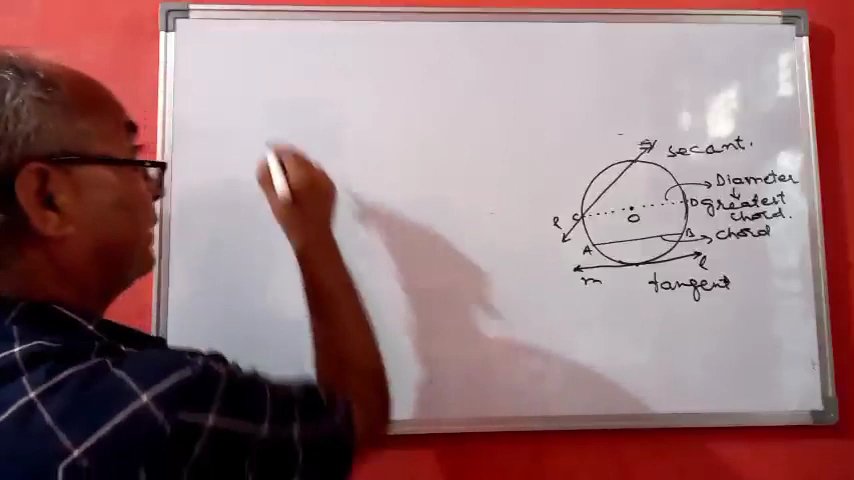 secant.
Diameter
D greatest
chord.
O
C
B
chord
A
l
m
tangent